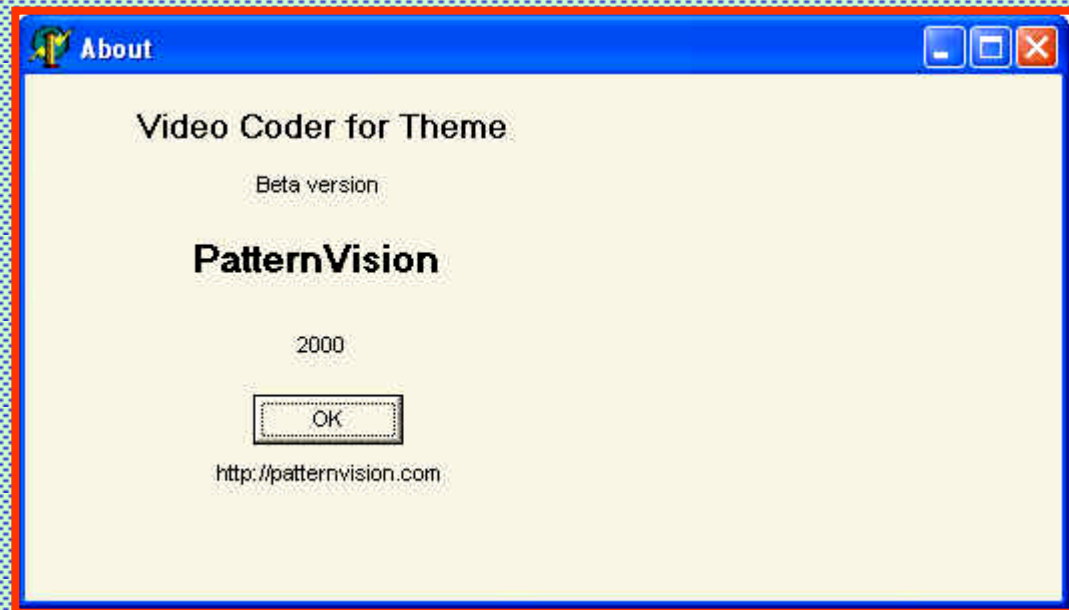 About
Video Coder for Theme
Beta version
PatternVision
2000
OK
http://patternvision.com